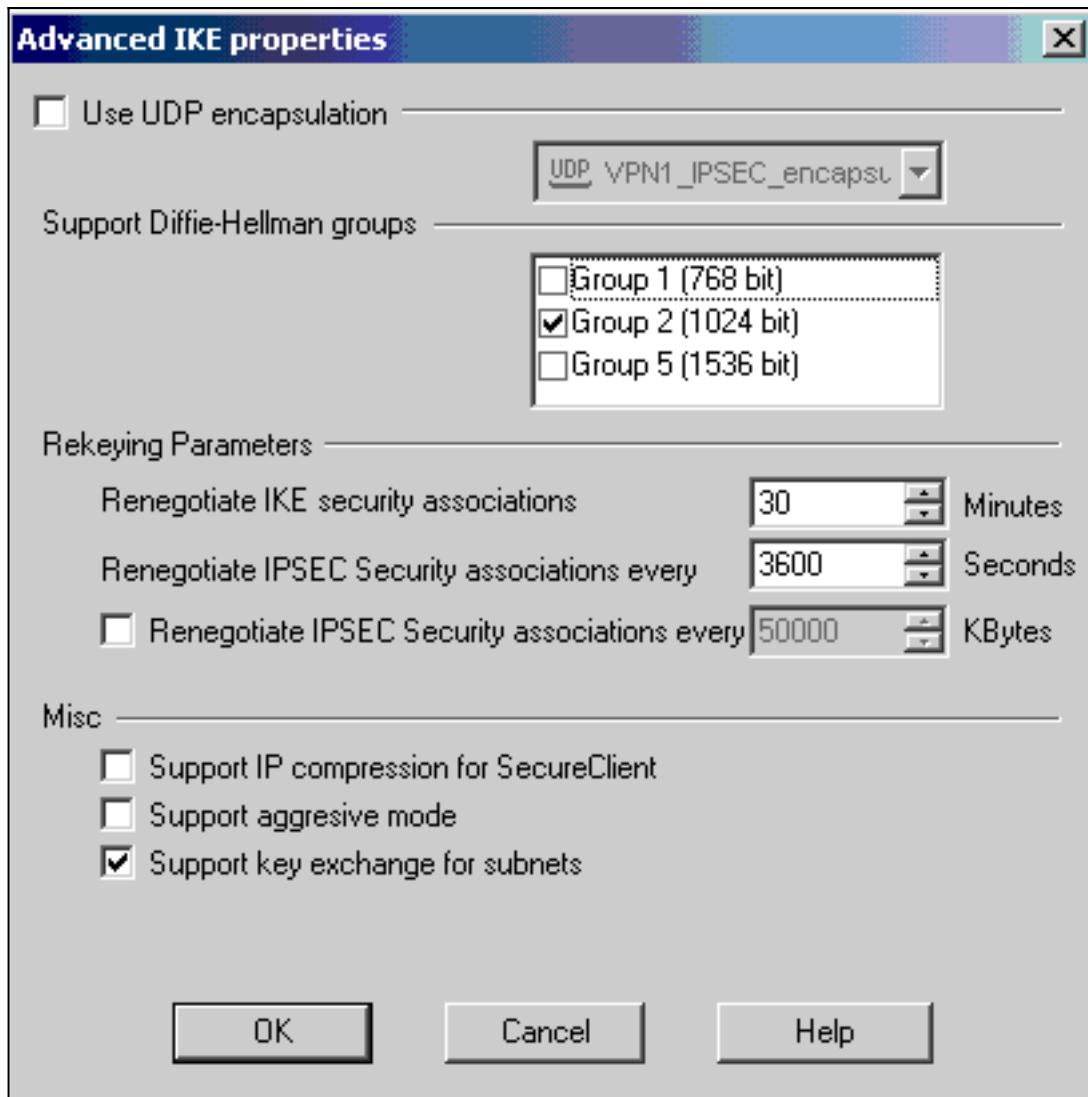 Advanced IKE properties
Use UDP encapsulation
UDP VPN1_IPSEC_encapsu
Support Diffie-Hellman groups
Group 1 (768 bit)
Group 2 (1024 bit)
Group 5 (1536 bit)
Rekeying Parameters
Renegotiate IKE security associations 30 Minutes
Renegotiate IPSEC Security associations every 3600 Seconds
Renegotiate IPSEC Security associations every 50000 KBytes
Misc
Support IP compression for SecureClient
Support aggresive mode
Support key exchange for subnets
OK Cancel Help